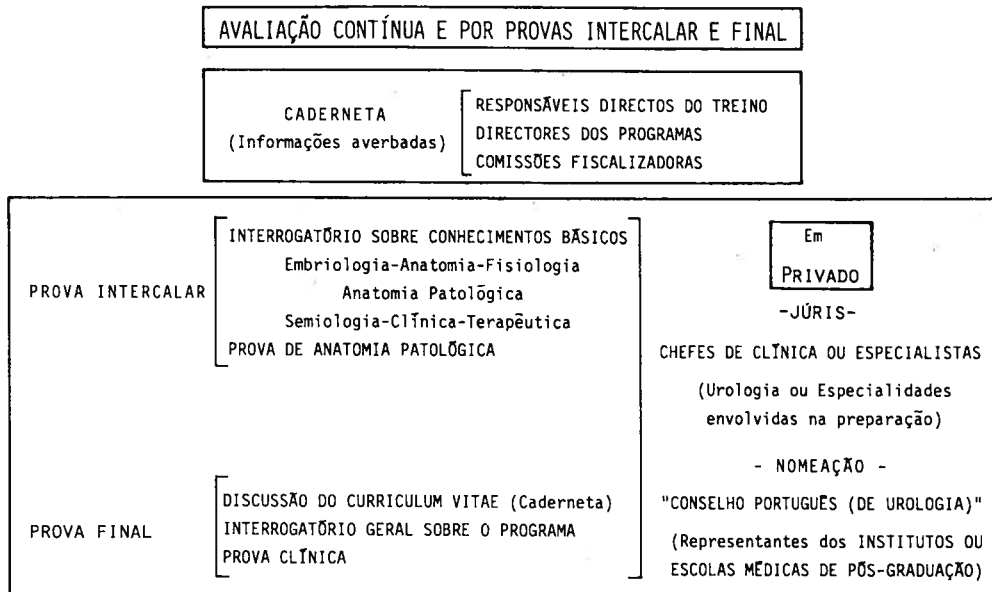 AVALIAÇÃO CONTÍNUA E POR PROVAS INTERCALAR E FINAL
CADERNETA
(Informações averbadas)
RESPONSÁVEIS DIRECTOS DO TREINO
DIRECTORES DOS PROGRAMAS
COMISSÕES FISCALIZADORAS
PROVA INTERCALAR
INTERROGATÓRIO SOBRE CONHECIMENTOS BÁSICOS
Embriologia-Anatomia-Fisiologia
Anatomia Patológica
Semiologia-Clínica-Terapêutica
PROVA DE ANATOMIA PATOLÓGICA
PROVA FINAL
DISCUSSÃO DO CURRICULUM VITAE (Caderneta)
INTERROGATÓRIO GERAL SOBRE O PROGRAMA
PROVA CLÍNICA
Em
PRIVADO
-JÚRIS-
CHEFES DE CLÍNICA OU ESPECIALISTAS
(Urologia ou Especialidades
envolvidas na preparação)
- NOMEAÇÃO -
"CONSELHO PORTUGUÊS (DE UROLOGIA)"
(Representantes dos INSTITUTOS OU
ESCOLAS MÉDICAS DE PÓS-GRADUAÇÃO)